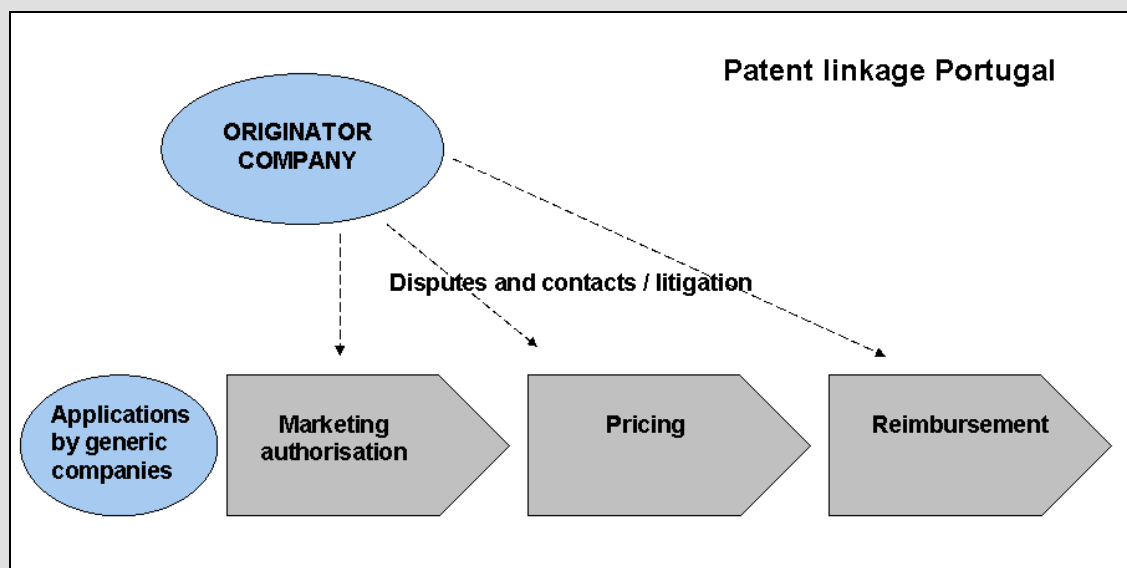 Patent linkage Portugal
ORIGINATOR
COMPANY
Disputes and contacts / litigation
Applications
by generic
companies
Marketing
authorisation
Pricing
Reimbursement